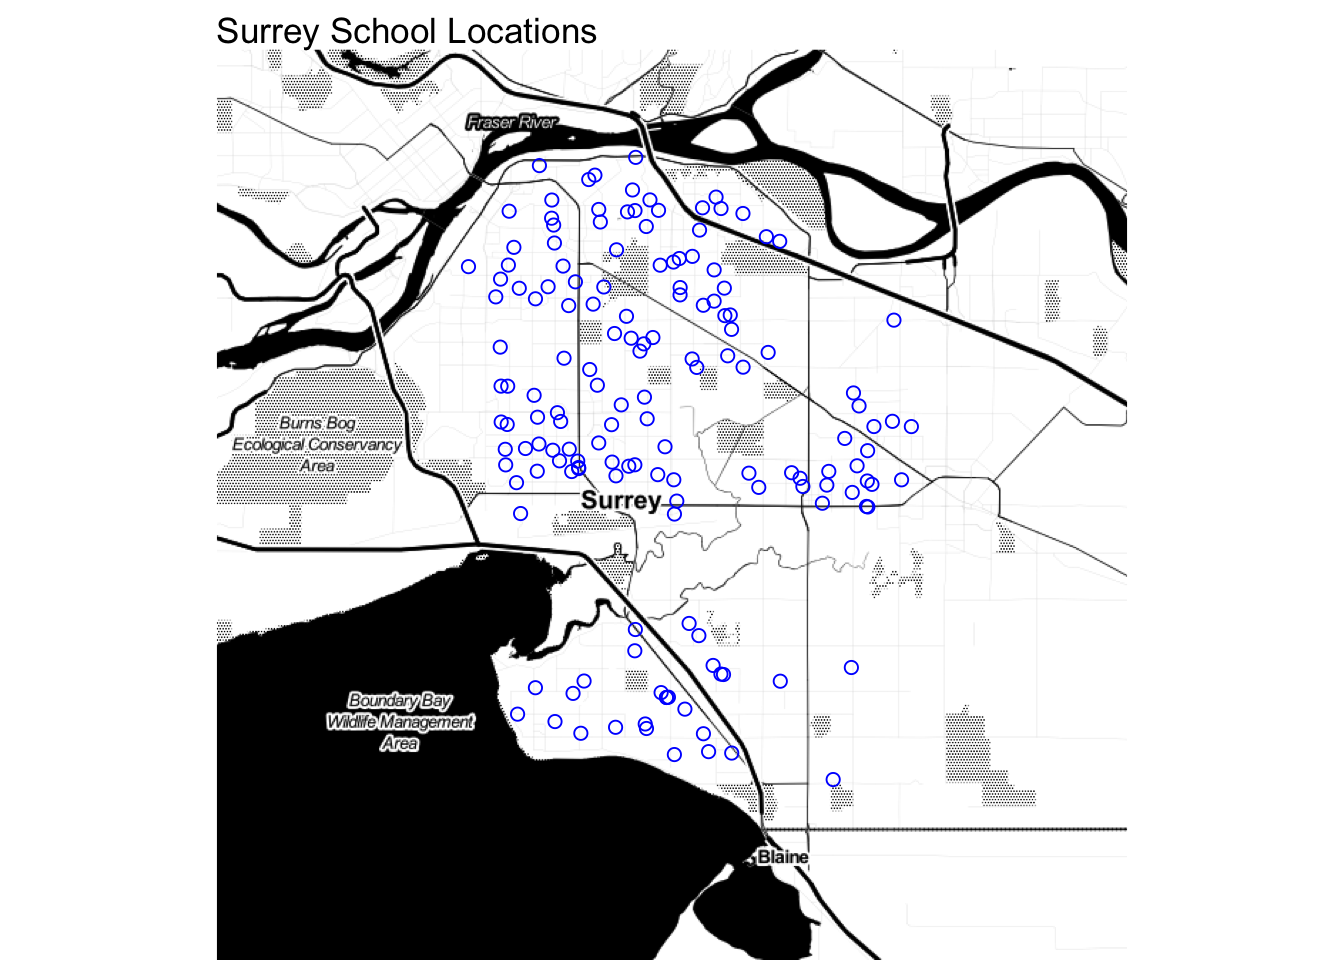 Surrey School Locations
Fraser River
Burns Bog
Ecological Conservancy
Area
Surrey
Boundary Bay
Wildlife Management
Area
Blaine